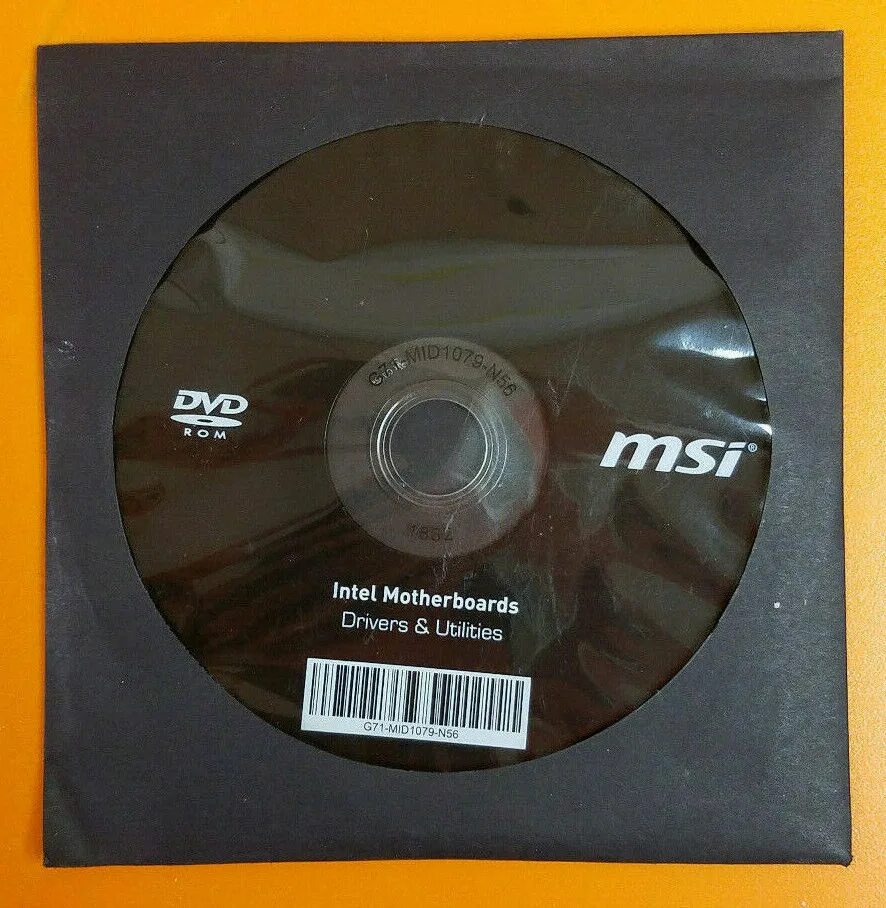 G71-MID1079-N56
DVD
ROM
msi®
Intel Motherboards
Drivers & Utilities
G71-MID1079-N56